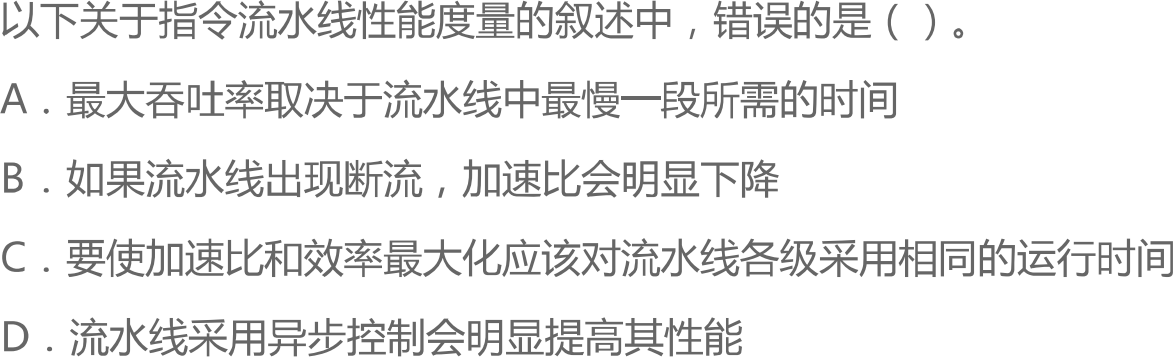 以下关于指令流水线性能度量的叙述中，错误的是（ ）。
A．最大吞吐率取决于流水线中最慢一段所需的时间
B．如果流水线出现断流，加速比会明显下降
C．要使加速比和效率最大化应该对流水线各级采用相同的运行时间
D．流水线采用异步控制会明显提高其性能